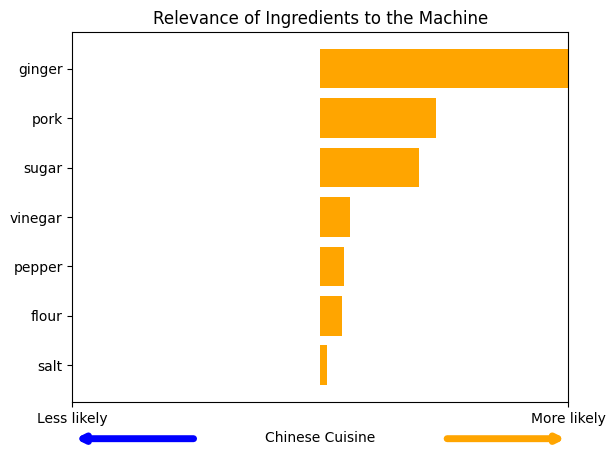 Relevance of Ingredients to the Machine
ginger
pork
sugar
vinegar
pepper
flour
salt
Less likely
More likely
Chinese Cuisine